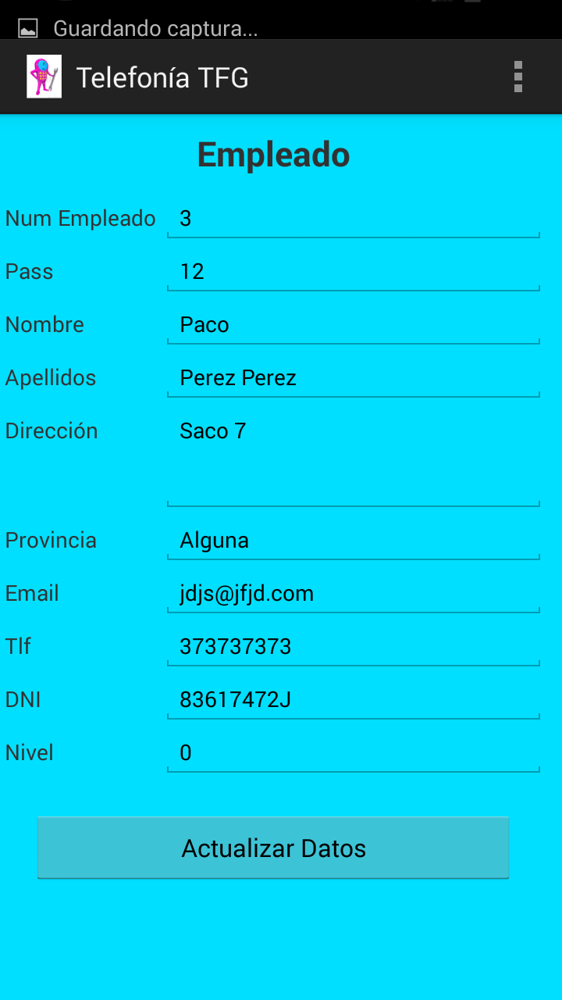 Guardando captura...
Telefonía TFG
Empleado
Num Empleado 3
Pass 12
Nombre Paco
Apellidos Perez Perez
Dirección Saco 7
Provincia Alguna
Email jdjs@jfjd.com
Tlf 373737373
DNI 83617472J
Nivel 0
Actualizar Datos